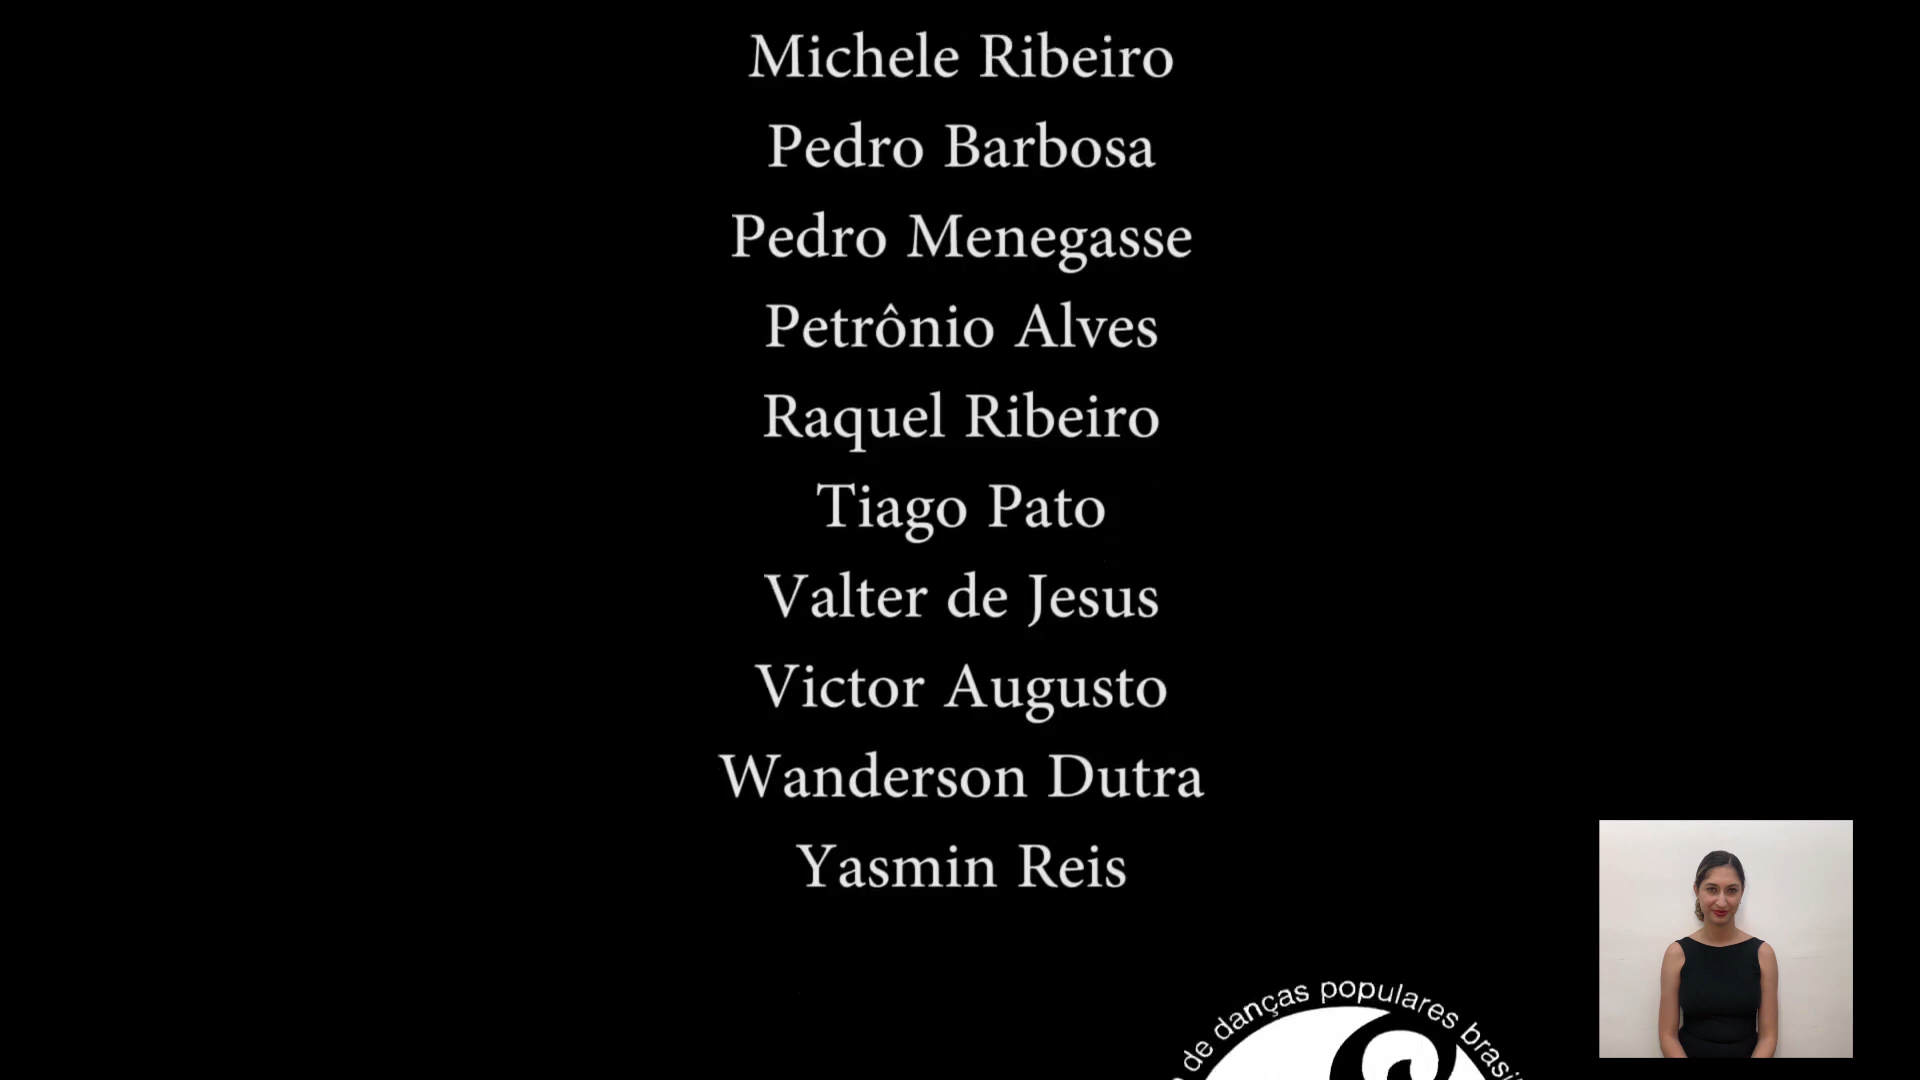 Michele Ribeiro
Pedro Barbosa
Pedro Menegasse
Petrônio Alves
Raquel Ribeiro
Tiago Pato
Valter de Jesus
Victor Augusto
Wanderson Dutra
Yasmin Reis
de danças populares